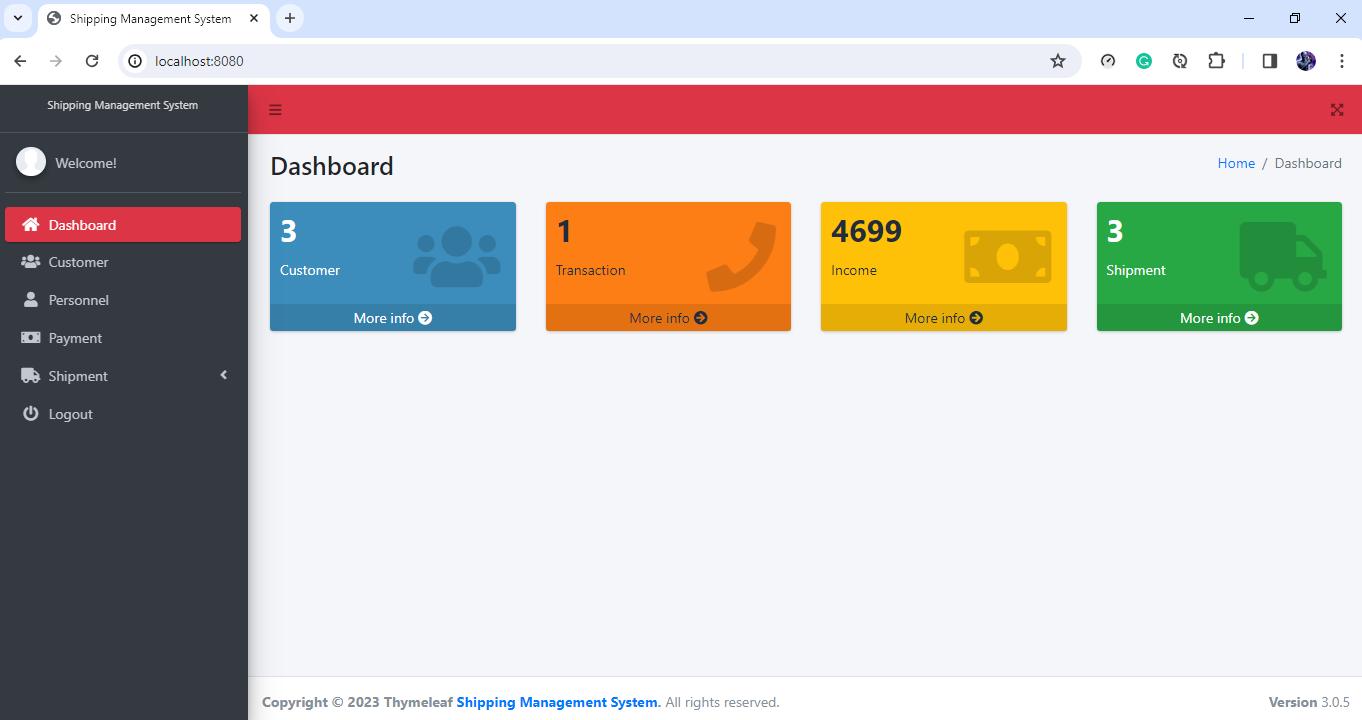 Shipping Management System
localhost:8080
Shipping Management System
Welcome!
Dashboard
Customer
Personnel
Payment
Shipment
Logout
Dashboard
Home / Dashboard
3
Customer
More info
1
Transaction
More info
4699
Income
More info
3
Shipment
More info
Copyright © 2023 Thymeleaf Shipping Management System. All rights reserved.
Version 3.0.5